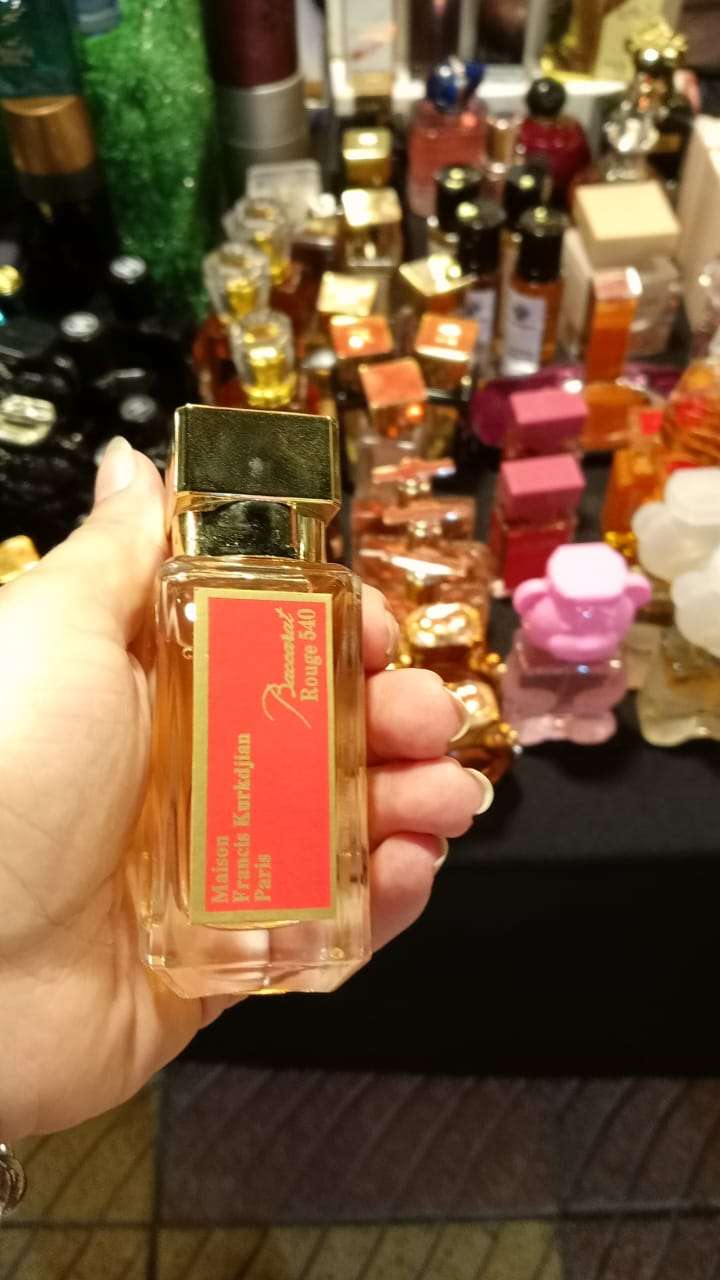 Baccarat
Rouge 540
Maison
Francis Kurkdjian
Paris